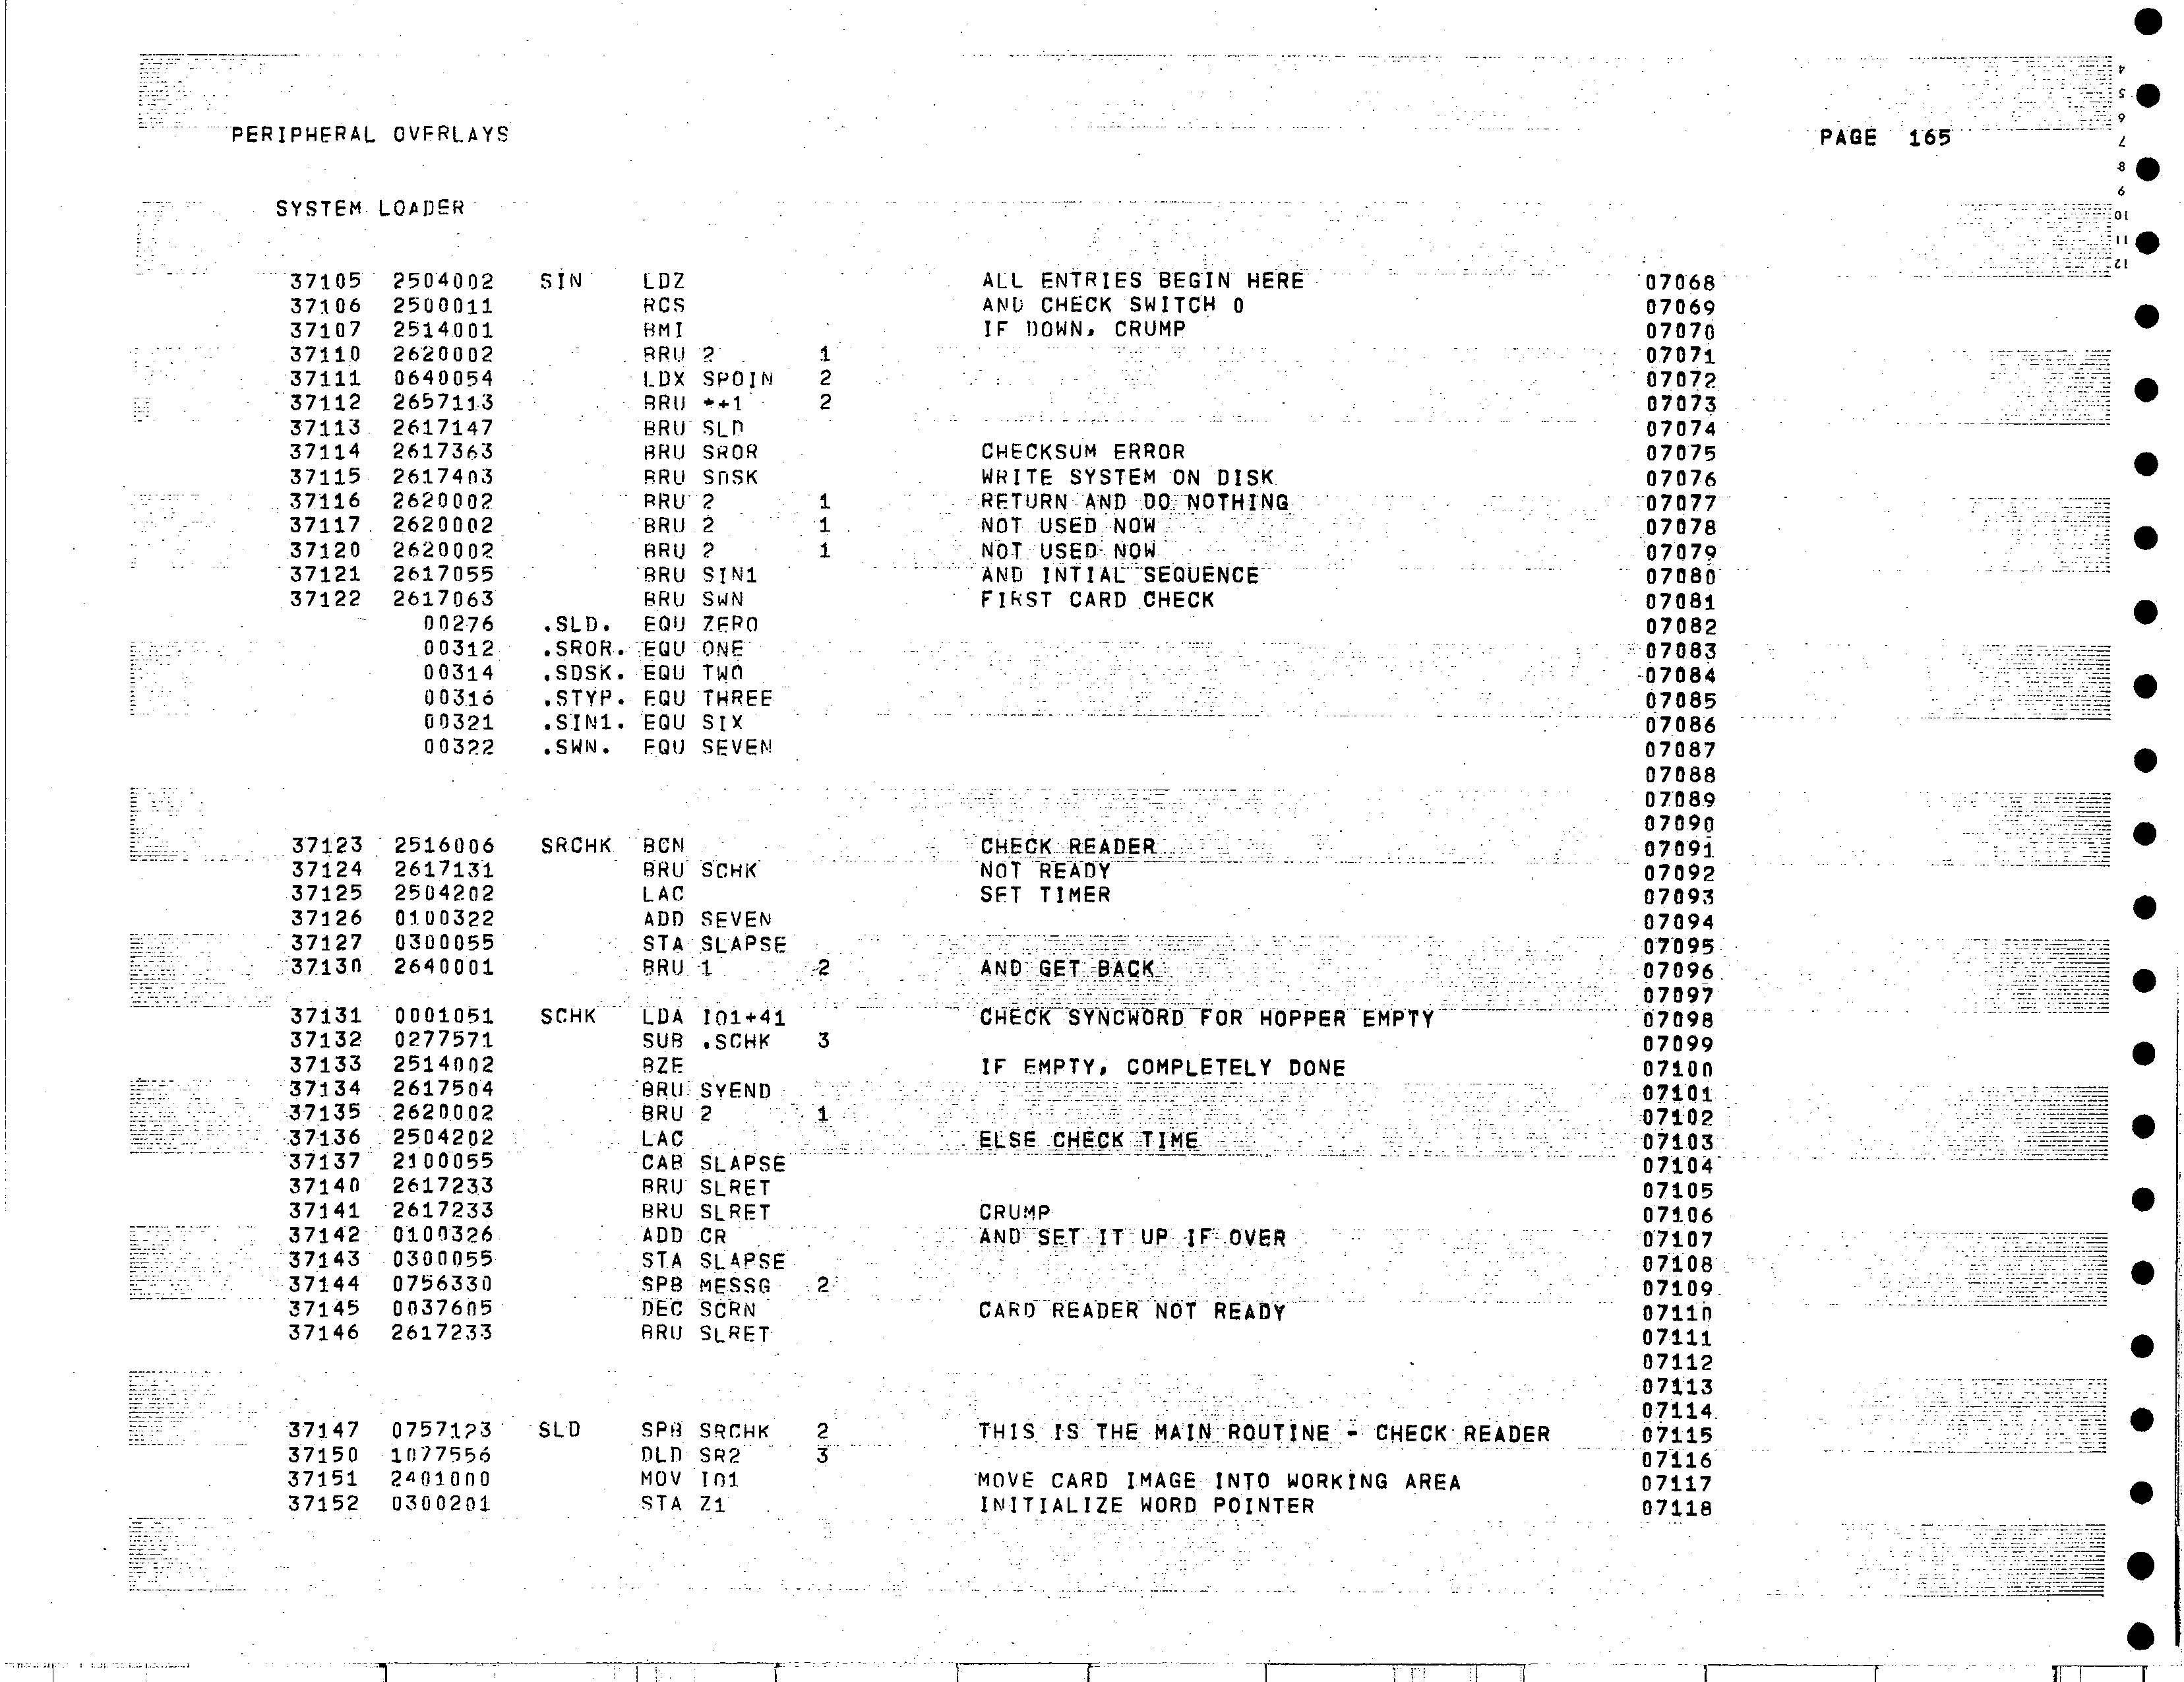 PERIPHERAL OVERLAYS PAGE 165
SYSTEM LOADER
37105 2504002 SIN LDZ ALL ENTRIES BEGIN HERE 07068
37106 2500011 RCS AND CHECK SWITCH 0 07069
37107 2514001 BMI IF DOWN, CRUMP 07070
37110 2620002 BRU 2 1 07071
37111 0640054 LDX SPOIN 2 07072
37112 2657113 BRU *+1 2 07073
37113 2617147 BRU SLD 07074
37114 2617363 BRU SROR CHECKSUM ERROR 07075
37115 2617403 BRU SDSK WRITE SYSTEM ON DISK 07076
37116 2620002 BRU 2 1 RETURN AND DO NOTHING 07077
37117 2620002 BRU 2 1 NOT USED NOW 07078
37120 2620002 BRU 2 1 NOT USED NOW 07079
37121 2617055 BRU SIN1 AND INTIAL SEQUENCE 07080
37122 2617063 BRU SWN FIRST CARD CHECK 07081
00276 .SLD. EQU ZERO 07082
00312 .SROR. EQU ONE 07083
00314 .SDSK. EQU TWO 07084
00316 .STYP. EQU THREE 07085
00321 .SIN1. EQU SIX 07086
00322 .SWN. EQU SEVEN 07087
07088
07089
07090
37123 2516006 SRCHK BCN CHECK READER 07091
37124 2617131 BRU SCHK NOT READY 07092
37125 2504202 LAC SET TIMER 07093
37126 0100322 ADD SEVEN 07094
37127 0300055 STA SLAPSE 07095
37130 2640001 BRU 1 2 AND GET BACK 07096
07097
37131 0001051 SCHK LDA IO1+41 CHECK SYNCWORD FOR HOPPER EMPTY 07098
37132 0277571 SUB .SCHK 3 07099
37133 2514002 BZE IF EMPTY, COMPLETELY DONE 07100
37134 2617504 BRU SYEND 07101
37135 2620002 BRU 2 1 07102
37136 2504202 LAC ELSE CHECK TIME 07103
37137 2100055 CAB SLAPSE 07104
37140 2617233 BRU SLRET 07105
37141 2617233 BRU SLRET CRUMP 07106
37142 0100326 ADD CR AND SET IT UP IF OVER 07107
37143 0300055 STA SLAPSE 07108
37144 0756330 SPB MESSG 2 07109
37145 0037605 DEC SCRN CARD READER NOT READY 07110
37146 2617233 BRU SLRET 07111
07112
07113
07114
37147 0757123 SLD SPB SRCHK 2 THIS IS THE MAIN ROUTINE - CHECK READER 07115
37150 1077556 DLD SR2 3 07116
37151 2401000 MOV IO1 MOVE CARD IMAGE INTO WORKING AREA 07117
37152 0300201 STA Z1 INITIALIZE WORD POINTER 07118
4
5
6
7
8
9
10
11
12